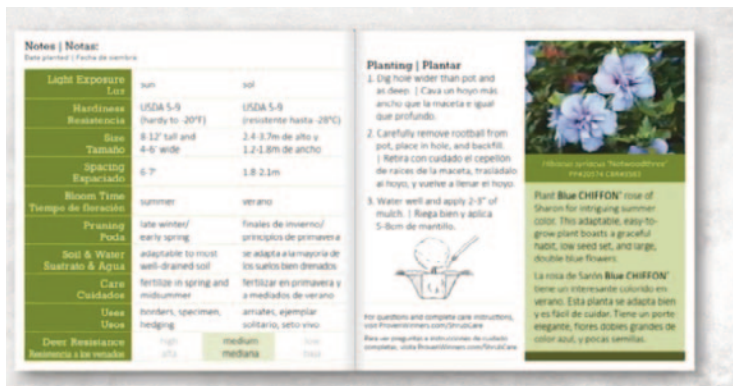 Notes | Notas:
Date planted | Fecha de siembra
Light Exposure
Luz
sun
sol
Hardiness
Resistencia
USDA 5-9
(hardy to -20°F)
USDA 5-9
(resistente hasta -28°C)
Size
Tamaño
8-12' tall and
4-6' wide
2.4-3.7m de alto y
1.2-1.8m de ancho
Spacing
Espaciado
6-7'
1.8-2.1m
Bloom Time
Tiempo de floración
summer
verano
Pruning
Poda
late winter/
early spring
finales de invierno/
principios de primavera
Soil & Water
Sustrato & Agua
adaptable to most
well-drained soil
se adapta a la mayoría de
los suelos bien drenados
Care
Cuidados
fertilize in spring and
midsummer
fertilizar en primavera y
a mediados de verano
Uses
Usos
borders, specimen,
hedging
arriates, ejemplar
solitario, seto vivo
Deer Resistance
Resistencia a los venados
high
alta
medium
mediana
low
baja
Planting | Plantar
1. Dig hole wider than pot and
as deep. | Cava un hoyo más
ancho que la maceta e igual
que profundo.
2. Carefully remove rootball from
pot, place in hole, and backfill.
| Retira con cuidado el cepellón
de raíces de la maceta, trasládalo
al hoyo, y vuelve a llenar el hoyo.
3. Water well and apply 2-3" of
mulch. | Riega bien y aplica
5-8cm de mantillo.
For questions and complete care instructions,
visit ProvenWinners.com/ShrubCare
Para ver preguntas e instrucciones de cuidado
completas, visita ProvenWinners.com/ShrubCare
Hibiscus syriacus 'Notwoodthree'
PP#20574 CBR#3583
Plant Blue CHIFFON® rose of
Sharon for intriguing summer
color. This adaptable, easy-to-
grow plant boasts a graceful
habit, low seed set, and large,
double blue flowers.
La rosa de Sarón Blue CHIFFON®
tiene un interesante colorido en
verano. Esta planta se adapta bien
y es fácil de cuidar. Tiene un porte
elegante, flores dobles grandes de
color azul, y pocas semillas.